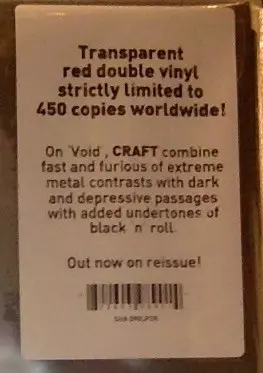 Transparent
red double vinyl
strictly limited to
450 copies worldwide!
On 'Void', CRAFT combine
fast and furious of extreme
metal contrasts with dark
and depressive passages
with added undertones of
black 'n' roll.
Out now on reissue!